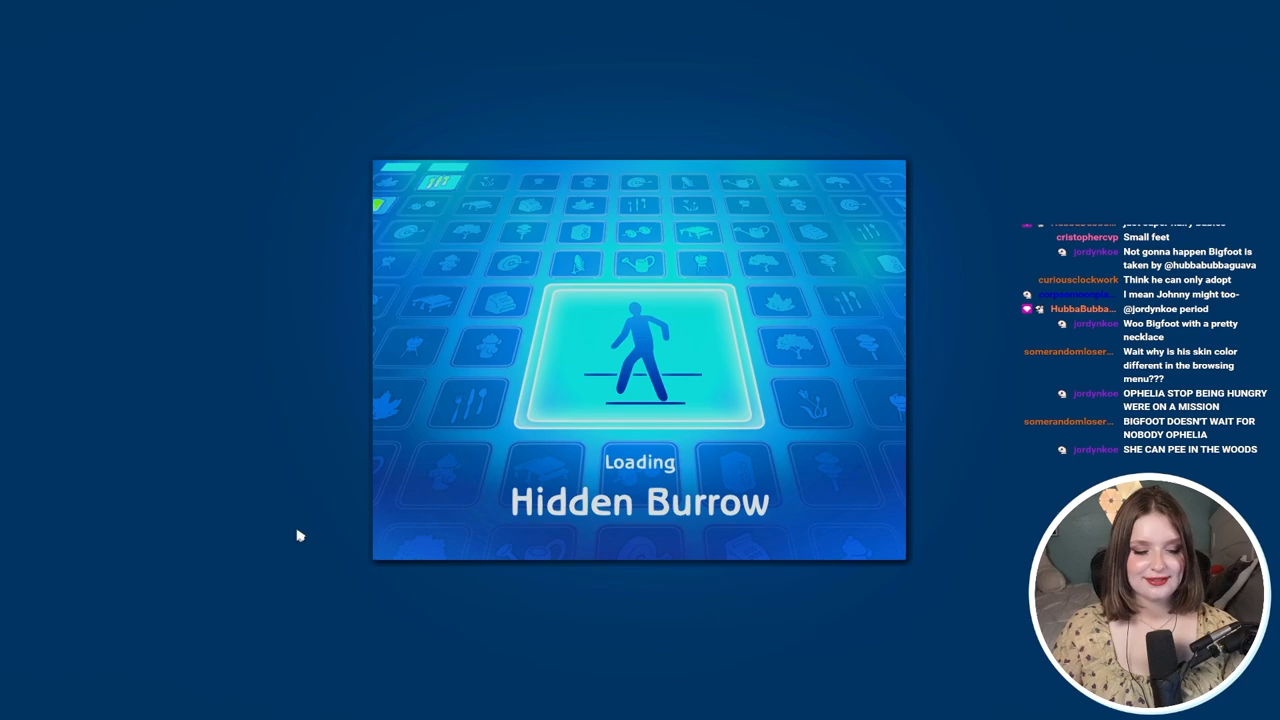 cristophercvp Small feet
jordynkoe Not gonna happen Bigfoot is
taken by @hubbabubbaguava
curiousclockwork Think he can only adopt
I mean Johnny might too-
HubbaBubba... @jordynkoe period
jordynkoe Woo Bigfoot with a pretty
necklace
somerandomloser... Wait why is his skin color
different in the browsing
menu???
jordynkoe OPHELIA STOP BEING HUNGRY
WERE ON A MISSION
somerandomloser... BIGFOOT DOESN'T WAIT FOR
NOBODY OPHELIA
jordynkoe SHE CAN PEE IN THE WOODS
Loading
Hidden Burrow